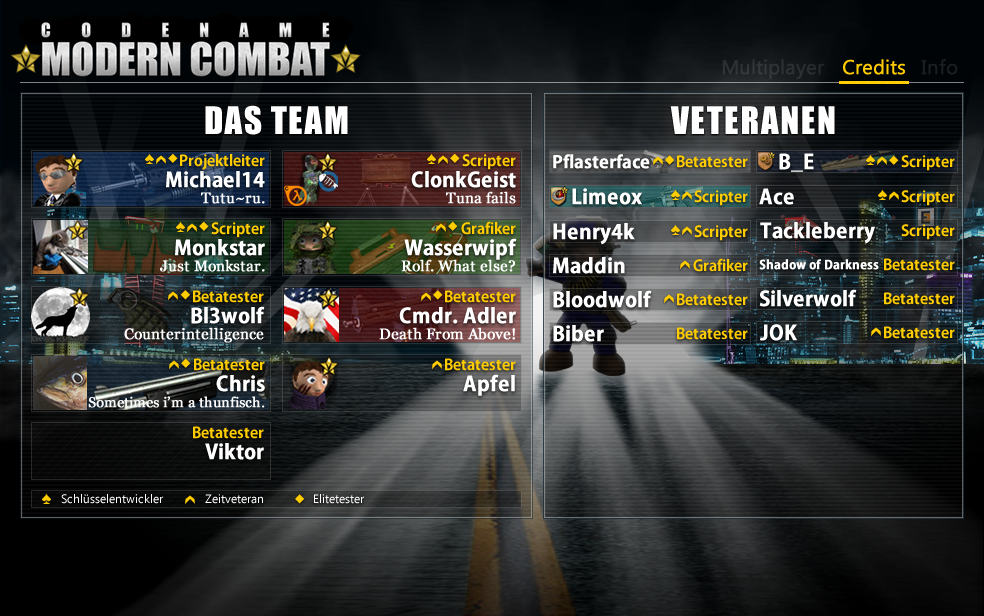 CODENAME
MODERN COMBAT
Multiplayer Credits Info
DAS TEAM
Projektleiter
Michael14
Tutu~ru.
Scripter
ClonkGeist
Tuna fails
Scripter
Monkstar
Just Monkstar.
Grafiker
Wasserwipf
Rolf. What else?
Betatester
Bl3wolf
Counterintelligence
Betatester
Cmdr. Adler
Death From Above!
Betatester
Chris
Sometimes i'm a thunfisch.
Betatester
Apfel
Betatester
Viktor
Schlüsselentwickler Zeitveteran Elitetester
VETERANEN
Pflasterface Betatester
B_E Scripter
Limeox Scripter
Ace Scripter
Henry4k Scripter
Tackleberry Scripter
Maddin Grafiker
Shadow of Darkness Betatester
Bloodwolf Betatester
Silverwolf Betatester
Biber Betatester
JOK Betatester